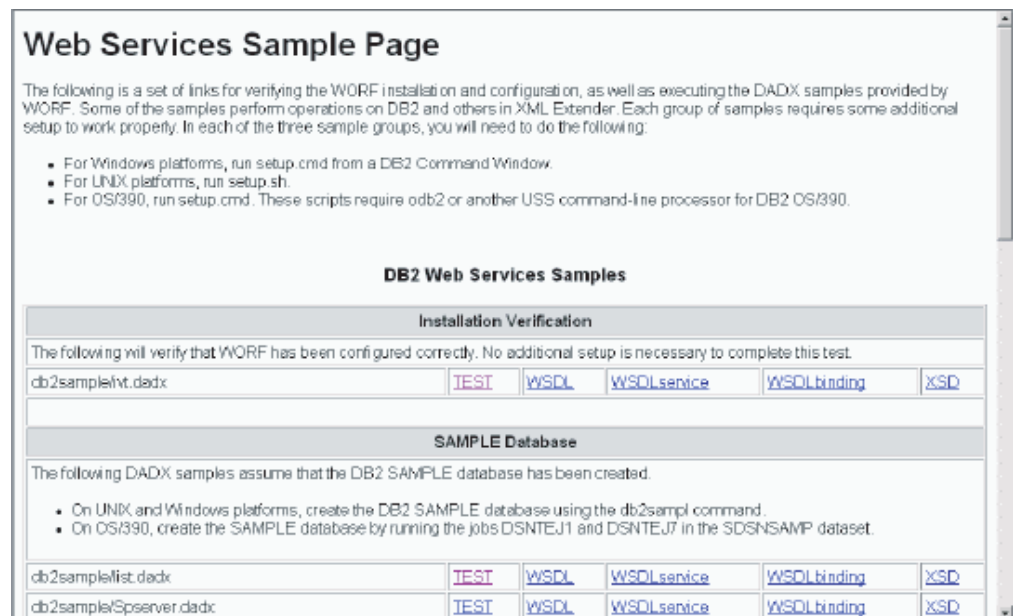 Web Services Sample Page
The following is a set of links for verifying the WORF installation and configuration, as well as executing the DADX samples provided by
WORF. Some of the samples perform operations on DB2 and others in XML Extender. Each group of samples requires some additional
setup to work properly. In each of the three sample groups, you will need to do the following:
• For Windows platforms, run setup.cmd from a DB2 Command Window.
• For UNIX platforms, run setup.sh.
• For OS/390, run setup.cmd. These scripts require odb2 or another USS command-line processor for DB2 OS/390.
DB2 Web Services Samples
Installation Verification
The following will verify that WORF has been configured correctly. No additional setup is necessary to complete this test.
db2sample/ivt.dadx TEST WSDL WSDLservice WSDLbinding XSD
SAMPLE Database
The following DADX samples assume that the DB2 SAMPLE database has been created.
• On UNIX and Windows platforms, create the DB2 SAMPLE database using the db2sampl command.
• On OS/390, create the SAMPLE database by running the jobs DSNTEJ1 and DSNTEJ7 in the SDSNSAMP dataset.
db2sample/list.dadx TEST WSDL WSDLservice WSDLbinding XSD
db2sample/Spserver.dadx TEST WSDL WSDLservice WSDLbinding XSD